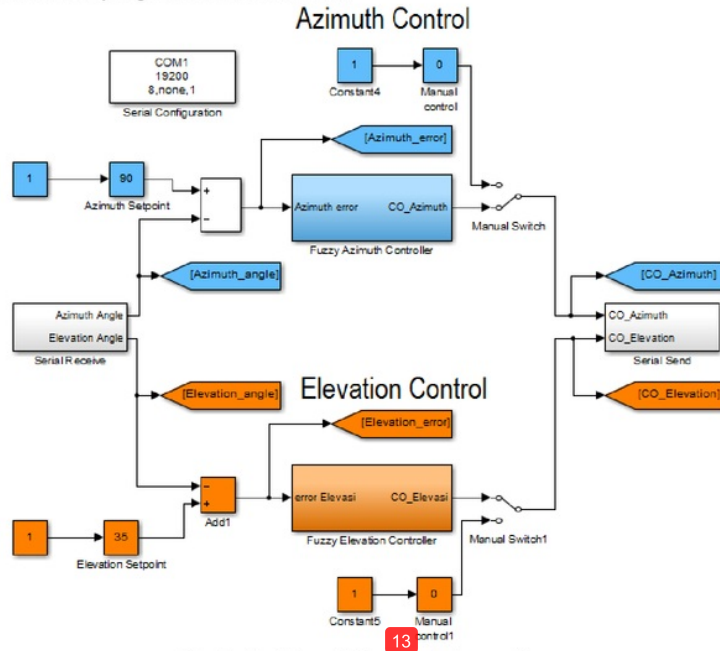 Azimuth Control
COM1
19200
8,none,1
Serial Configuration
1
Constant4
0
Manual
control
[Azimuth_error]
1
90
Azimuth Setpoint
+
−
Azimuth error
CO_Azimuth
Fuzzy Azimuth Controller
Manual Switch
[Azimuth_angle]
[CO_Azimuth]
Azimuth Angle
Elevation Angle
Serial Receive
CO_Azimuth
CO_Elevation
Serial Send
Elevation Control
[Elevation_angle]
[Elevation_error]
[CO_Elevation]
−
+
Add1
error Elevasi
CO_Elevasi
Fuzzy Elevation Controller
Manual Switch1
1
35
Elevation Setpoint
1
Constant5
0
Manual
control1
13